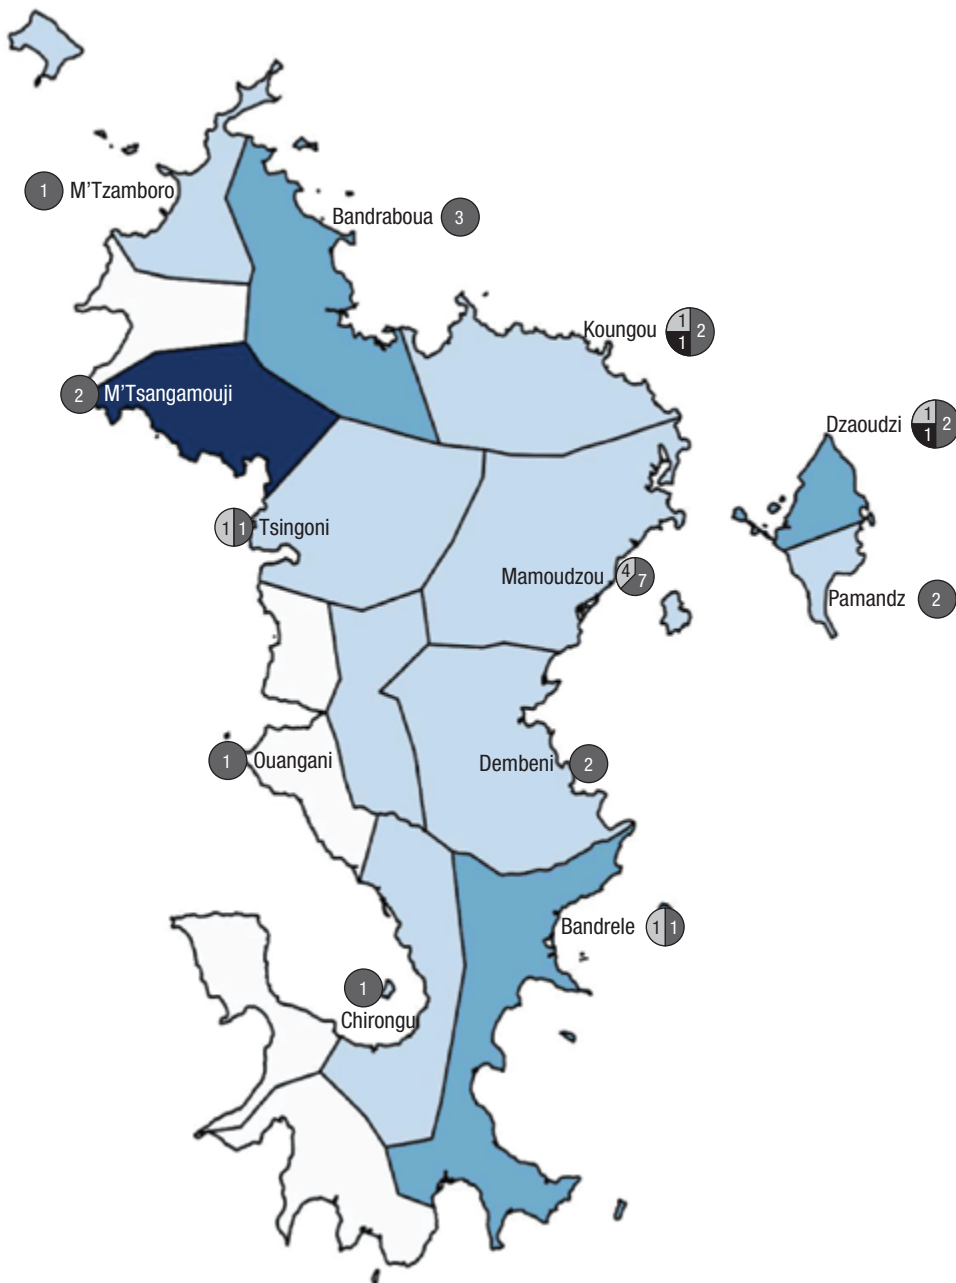 1 M'Tzamboro
Bandraboua 3
Koungou 1 2
1
2 M'Tsangamouji
Dzaoudzi 1 2
1
1 1 Tsingoni
Mamoudzou 4 7
Pamandz 2
1 Ouangani
Dembeni 2
Bandrele 1 1
1
Chirongui